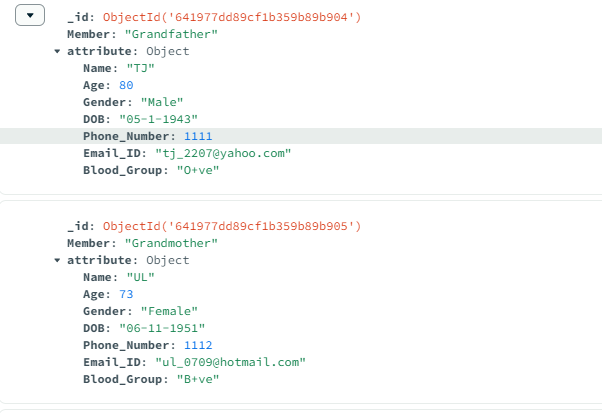 _id: ObjectId('641977dd89cf1b359b89b904')
Member: "Grandfather"
attribute: Object
Name: "TJ"
Age: 80
Gender: "Male"
DOB: "05-1-1943"
Phone_Number: 1111
Email_ID: "tj_2207@yahoo.com"
Blood_Group: "O+ve"
_id: ObjectId('641977dd89cf1b359b89b905')
Member: "Grandmother"
attribute: Object
Name: "UL"
Age: 73
Gender: "Female"
DOB: "06-11-1951"
Phone_Number: 1112
Email_ID: "ul_0709@hotmail.com"
Blood_Group: "B+ve"